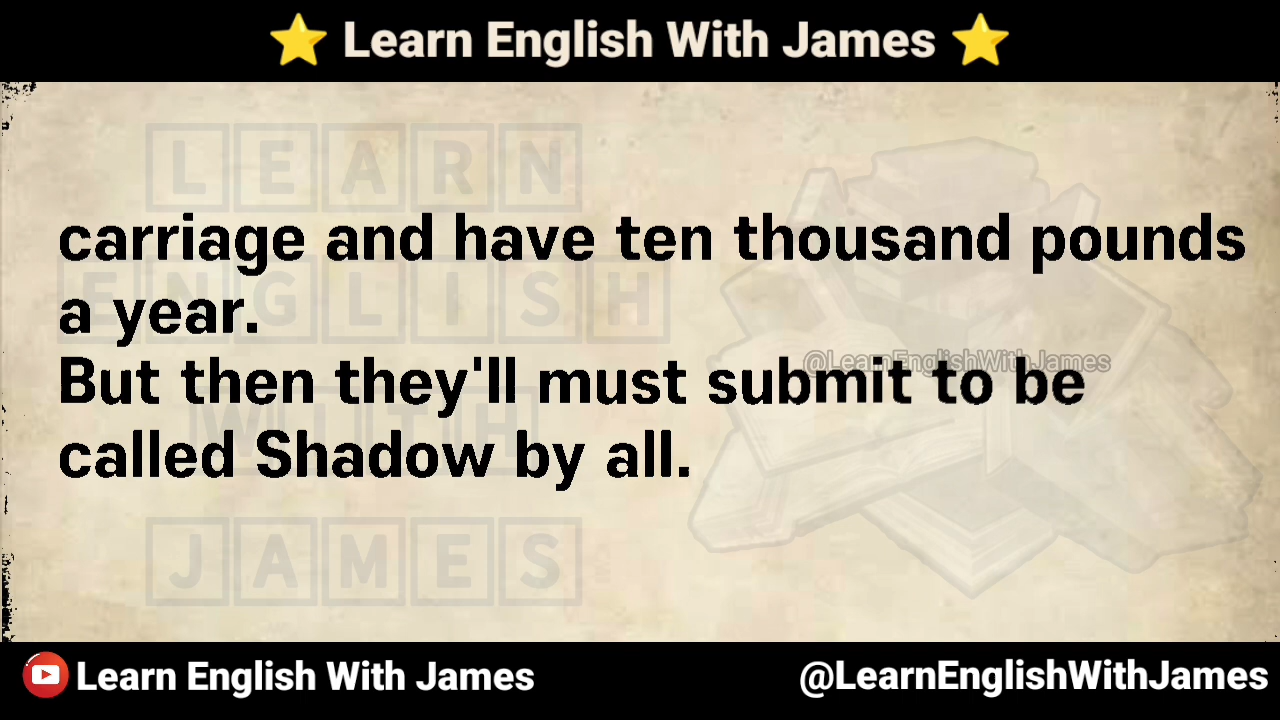 ⭐ Learn English With James ⭐
LEARN
carriage and have ten thousand pounds
ENGLISH
a year.
@LearnEnglishWithJames
But then they'll must submit to be
WITH
called Shadow by all.
JAMES
Learn English With James
@LearnEnglishWithJames